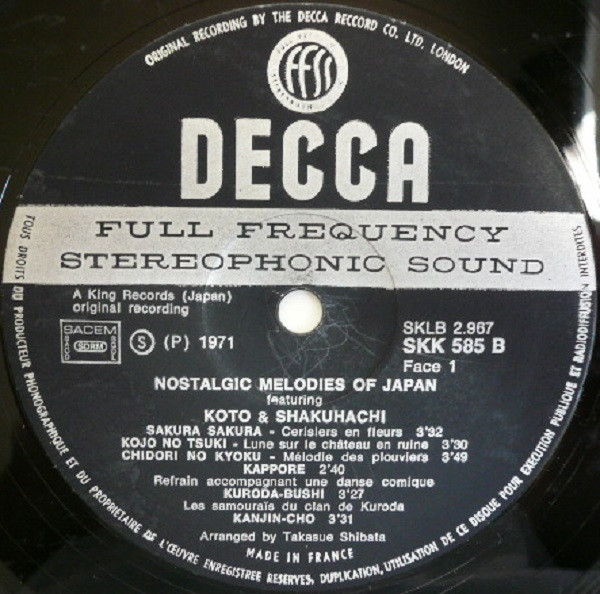 ORIGINAL RECORDING BY THE DECCA RECCORD CO. LTD. LONDON
FULL FREQUENCY
ffss
DECCA
FULL FREQUENCY
STEREOPHONIC SOUND
A King Records (Japan)
original recording
SACEM
SDRM
S (P) 1971
SKLB 2.967
SKK 585 B
Face 1
NOSTALGIC MELODIES OF JAPAN
featuring
KOTO & SHAKUHACHI
SAKURA SAKURA - Cerisiers en fleurs 3'32
KOJO NO TSUKI - Lune sur le château en ruine 3'30
CHIDORI NO KYOKU - Mélodie des plouviers 3'49
KAPPORE 2'40
Refrain accompagnant une danse comique
KURODA-BUSHI 3'27
Les samouraïs du clan de Kuroda
KANJIN-CHO 3'31
Arranged by Takasue Shibata
MADE IN FRANCE
TOUS DROITS DU PRODUCTEUR PHONOGRAPHIQUE ET DU PROPRIETAIRE DE L'ŒUVRE ENREGISTREE RESERVES, DUPLICATION, UTILISATION DE CE DISQUE POUR EXECUTION PUBLIQUE ET RADIODIFFUSION INTERDITES